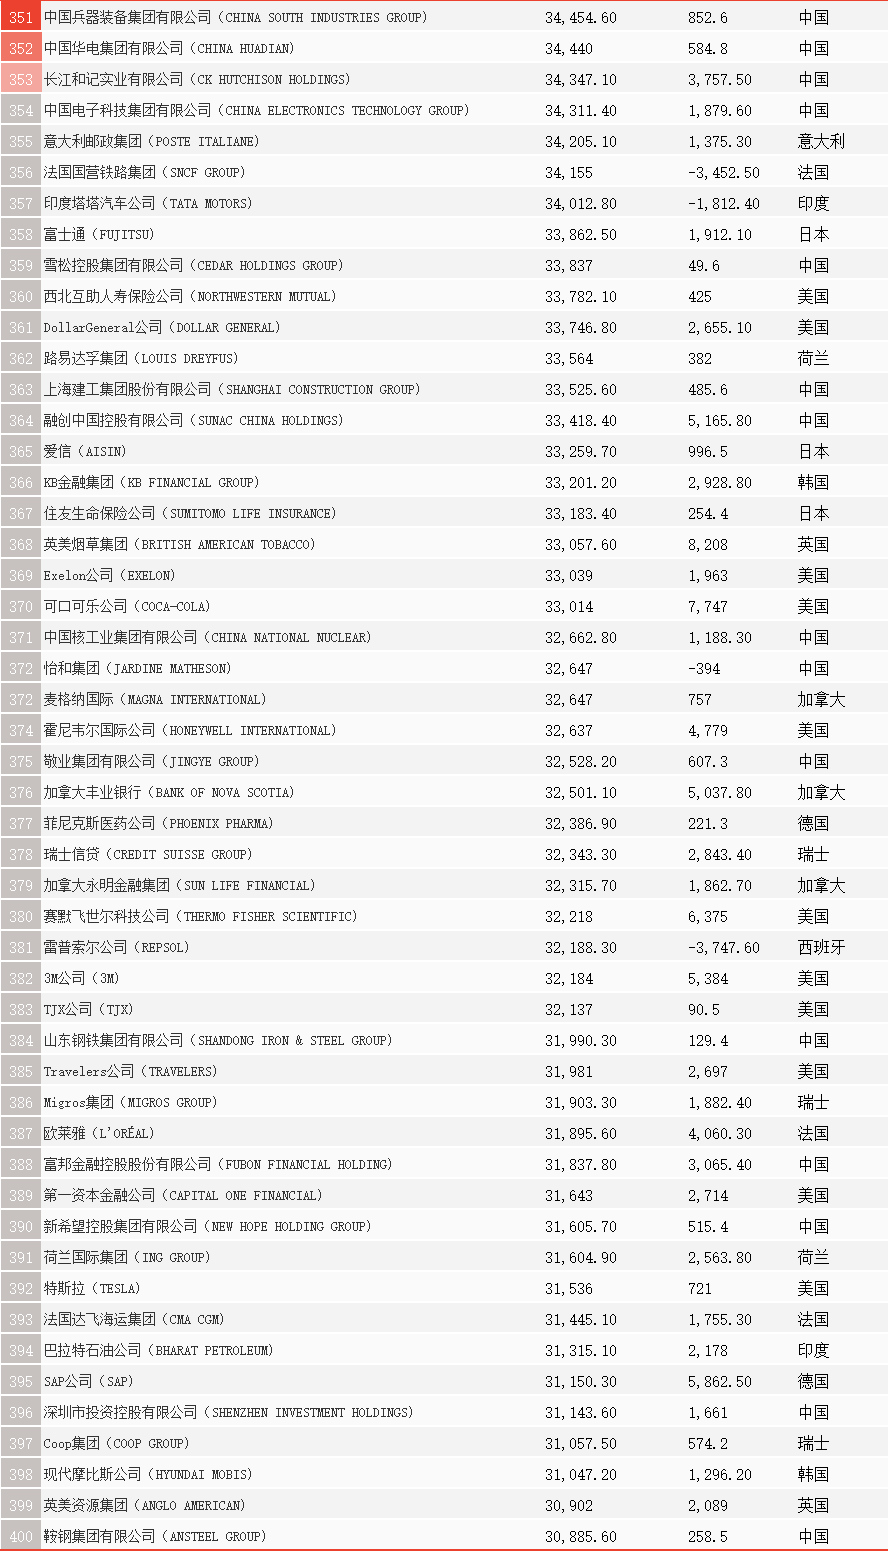 351 中国兵器装备集团有限公司（CHINA SOUTH INDUSTRIES GROUP） 34,454.60 852.6 中国
352 中国华电集团有限公司（CHINA HUADIAN） 34,440 584.8 中国
353 长江和记实业有限公司（CK HUTCHISON HOLDINGS） 34,347.10 3,757.50 中国
354 中国电子科技集团有限公司（CHINA ELECTRONICS TECHNOLOGY GROUP） 34,311.40 1,879.60 中国
355 意大利邮政集团（POSTE ITALIANE） 34,205.10 1,375.30 意大利
356 法国国营铁路集团（SNCF GROUP） 34,155 -3,452.50 法国
357 印度塔塔汽车公司（TATA MOTORS） 34,012.80 -1,812.40 印度
358 富士通（FUJITSU） 33,862.50 1,912.10 日本
359 雪松控股集团有限公司（CEDAR HOLDINGS GROUP） 33,837 49.6 中国
360 西北互助人寿保险公司（NORTHWESTERN MUTUAL） 33,782.10 425 美国
361 DollarGeneral公司（DOLLAR GENERAL） 33,746.80 2,655.10 美国
362 路易达孚集团（LOUIS DREYFUS） 33,564 382 荷兰
363 上海建工集团股份有限公司（SHANGHAI CONSTRUCTION GROUP） 33,525.60 485.6 中国
364 融创中国控股有限公司（SUNAC CHINA HOLDINGS） 33,418.40 5,165.80 中国
365 爱信（AISIN） 33,259.70 996.5 日本
366 KB金融集团（KB FINANCIAL GROUP） 33,201.20 2,928.80 韩国
367 住友生命保险公司（SUMITOMO LIFE INSURANCE） 33,183.40 254.4 日本
368 英美烟草集团（BRITISH AMERICAN TOBACCO） 33,057.60 8,208 英国
369 Exelon公司（EXELON） 33,039 1,963 美国
370 可口可乐公司（COCA-COLA） 33,014 7,747 美国
371 中国核工业集团有限公司（CHINA NATIONAL NUCLEAR） 32,662.80 1,188.30 中国
372 怡和集团（JARDINE MATHESON） 32,647 -394 中国
372 麦格纳国际（MAGNA INTERNATIONAL） 32,647 757 加拿大
374 霍尼韦尔国际公司（HONEYWELL INTERNATIONAL） 32,637 4,779 美国
375 敬业集团有限公司（JINGYE GROUP） 32,528.20 607.3 中国
376 加拿大丰业银行（BANK OF NOVA SCOTIA） 32,501.10 5,037.80 加拿大
377 菲尼克斯医药公司（PHOENIX PHARMA） 32,386.90 221.3 德国
378 瑞士信贷（CREDIT SUISSE GROUP） 32,343.30 2,843.40 瑞士
379 加拿大永明金融集团（SUN LIFE FINANCIAL） 32,315.70 1,862.70 加拿大
380 赛默飞世尔科技公司（THERMO FISHER SCIENTIFIC） 32,218 6,375 美国
381 雷普索尔公司（REPSOL） 32,188.30 -3,747.60 西班牙
382 3M公司（3M） 32,184 5,384 美国
383 TJX公司（TJX） 32,137 90.5 美国
384 山东钢铁集团有限公司（SHANDONG IRON & STEEL GROUP） 31,990.30 129.4 中国
385 Travelers公司（TRAVELERS） 31,981 2,697 美国
386 Migros集团（MIGROS GROUP） 31,903.30 1,882.40 瑞士
387 欧莱雅（L'ORÉAL） 31,895.60 4,060.30 法国
388 富邦金融控股股份有限公司（FUBON FINANCIAL HOLDING） 31,837.80 3,065.40 中国
389 第一资本金融公司（CAPITAL ONE FINANCIAL） 31,643 2,714 美国
390 新希望控股集团有限公司（NEW HOPE HOLDING GROUP） 31,605.70 515.4 中国
391 荷兰国际集团（ING GROUP） 31,604.90 2,563.80 荷兰
392 特斯拉（TESLA） 31,536 721 美国
393 法国达飞海运集团（CMA CGM） 31,445.10 1,755.30 法国
394 巴拉特石油公司（BHARAT PETROLEUM） 31,315.10 2,178 印度
395 SAP公司（SAP） 31,150.30 5,862.50 德国
396 深圳市投资控股有限公司（SHENZHEN INVESTMENT HOLDINGS） 31,143.60 1,661 中国
397 Coop集团（COOP GROUP） 31,057.50 574.2 瑞士
398 现代摩比斯公司（HYUNDAI MOBIS） 31,047.20 1,296.20 韩国
399 英美资源集团（ANGLO AMERICAN） 30,902 2,089 英国
400 鞍钢集团有限公司（ANSTEEL GROUP） 30,885.60 258.5 中国